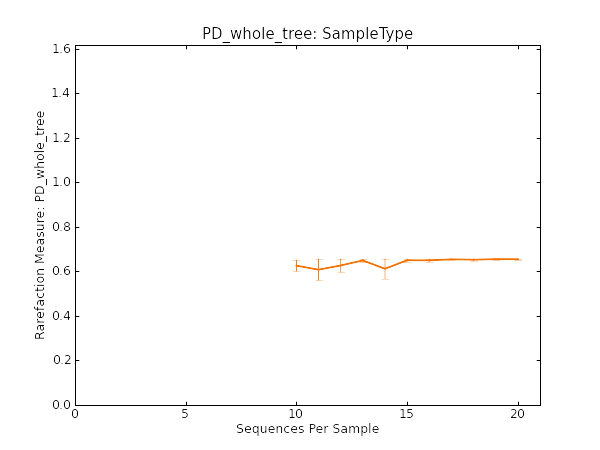 PD_whole_tree: SampleType
Rarefaction Measure: PD_whole_tree
1.6
1.4
1.2
1.0
0.8
0.6
0.4
0.2
0.0
0 5 10 15 20
Sequences Per Sample